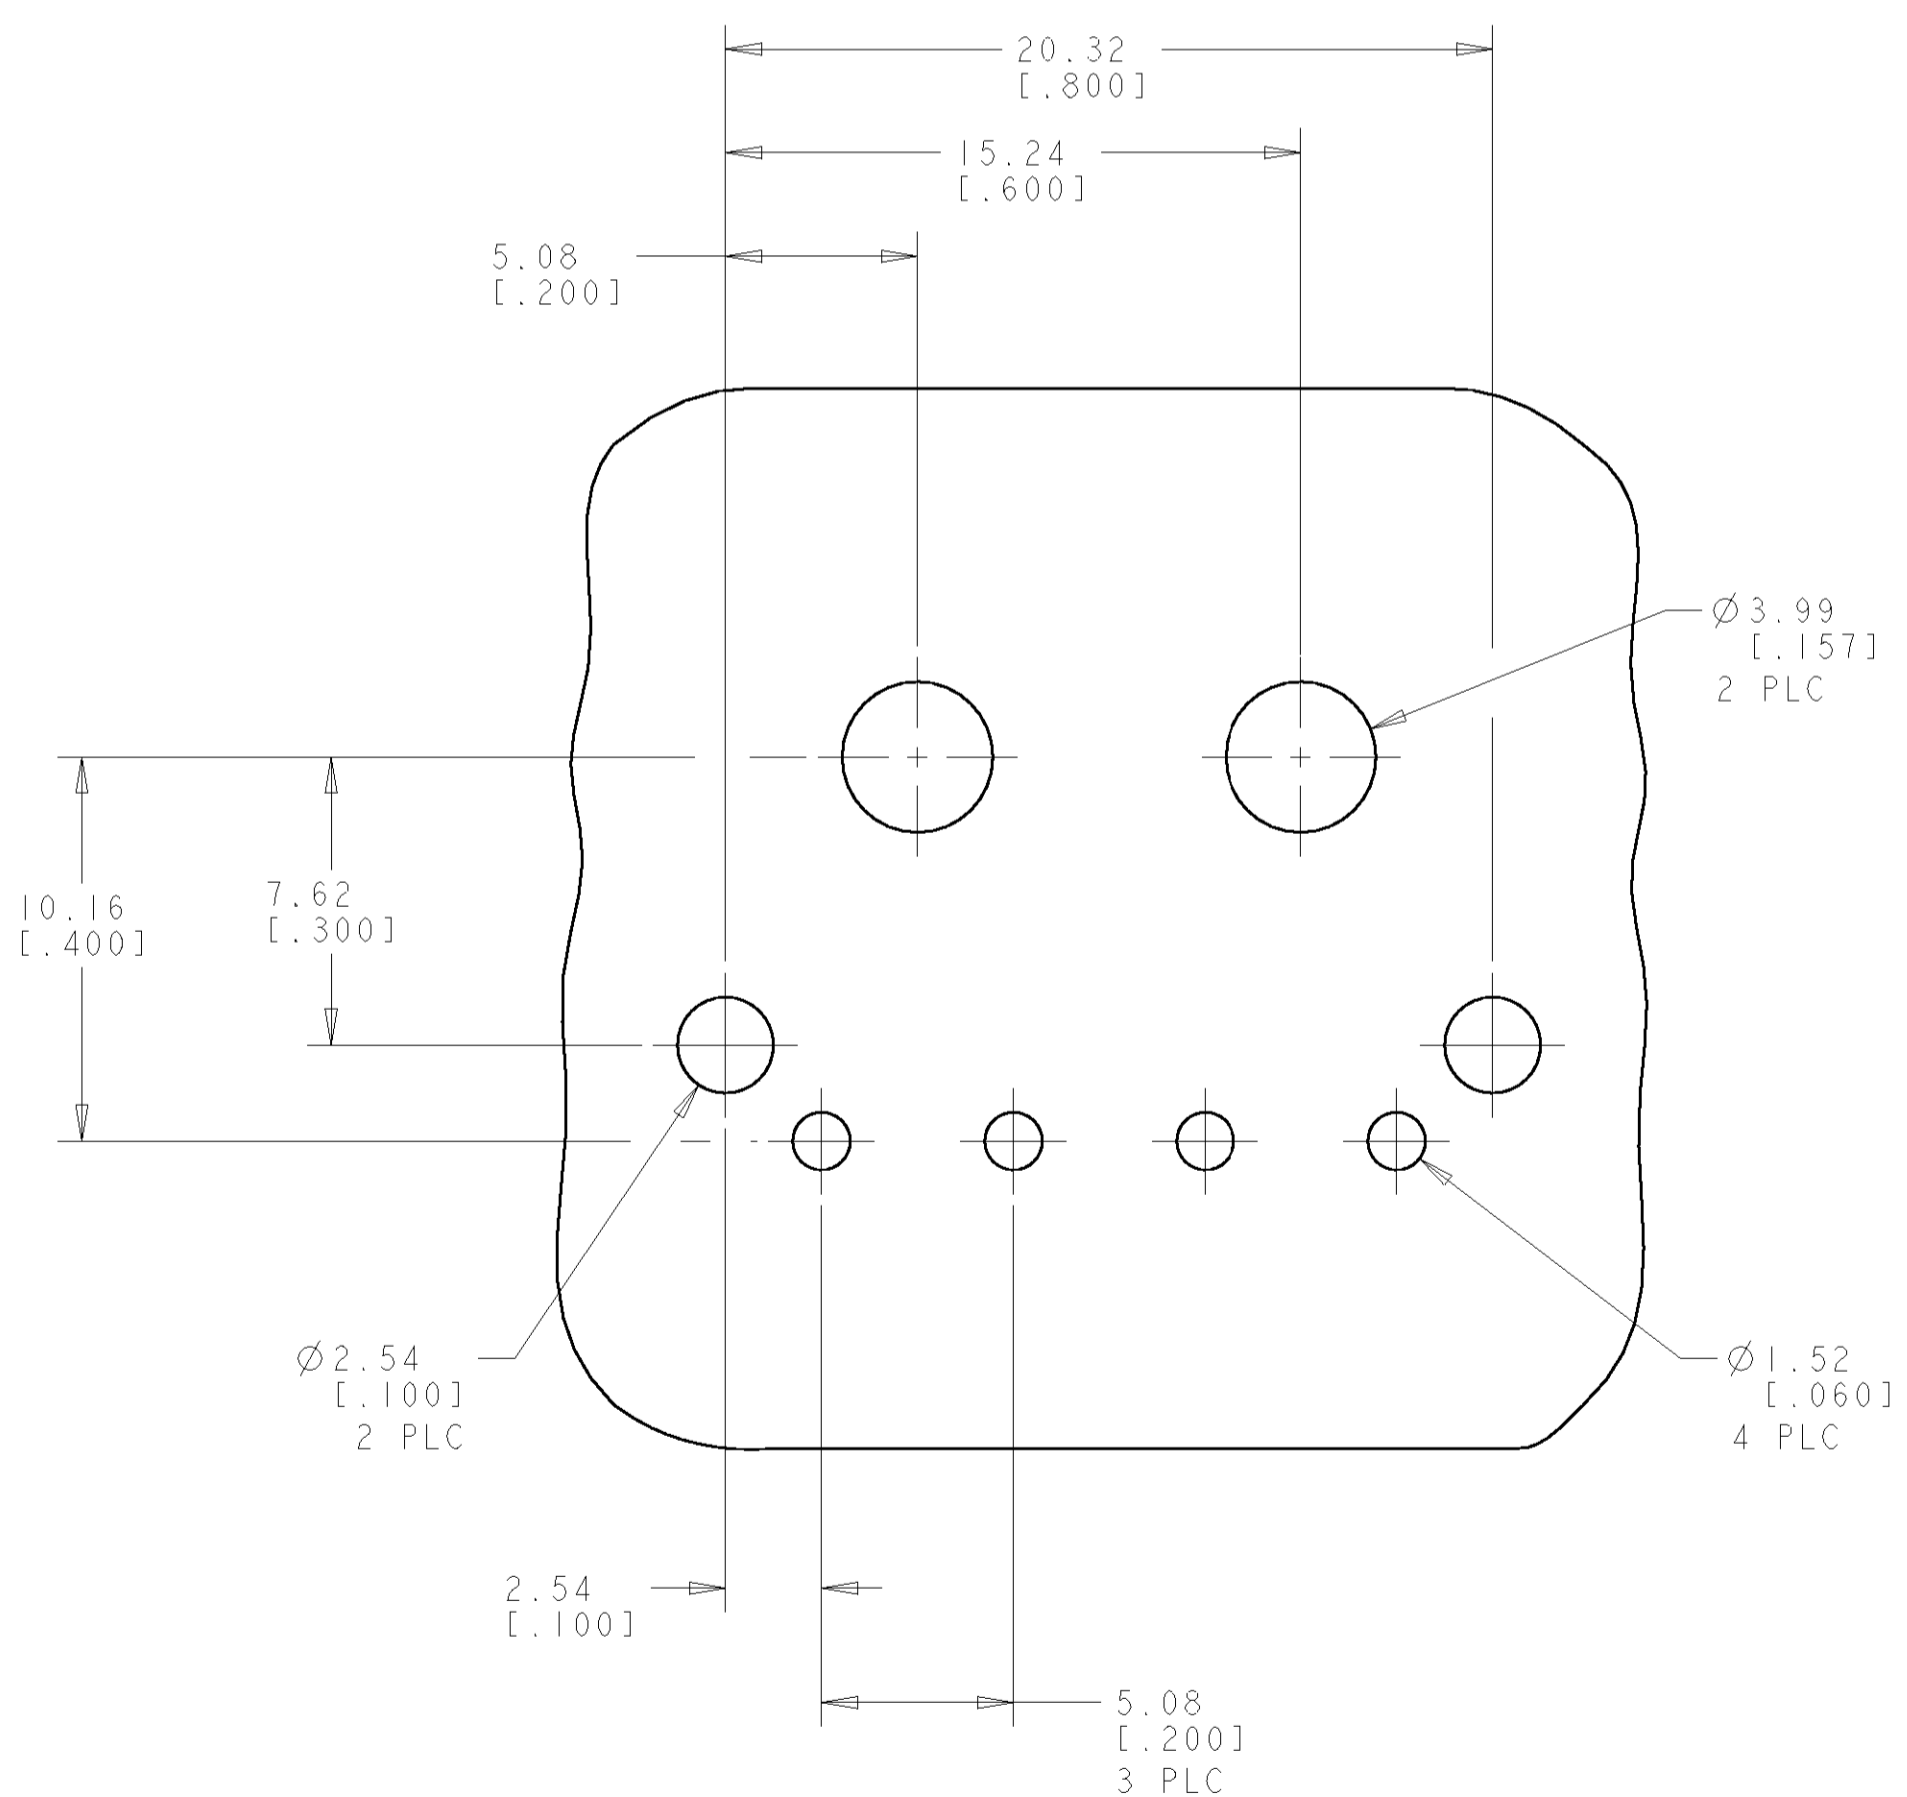 20.32
[.800]
15.24
[.600]
5.08
[.200]
Ø3.99
[.157]
2 PLC
10.16
[.400]
7.62
[.300]
Ø2.54
[.100]
2 PLC
Ø1.52
[.060]
4 PLC
2.54
[.100]
5.08
[.200]
3 PLC